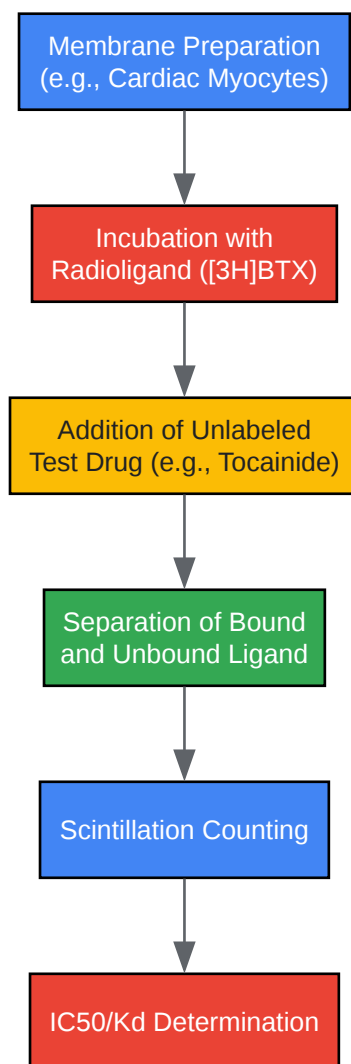 Membrane Preparation
(e.g., Cardiac Myocytes)
Incubation with
Radioligand ([3H]BTX)
Addition of Unlabeled
Test Drug (e.g., Tocainide)
Separation of Bound
and Unbound Ligand
Scintillation Counting
IC50/Kd Determination